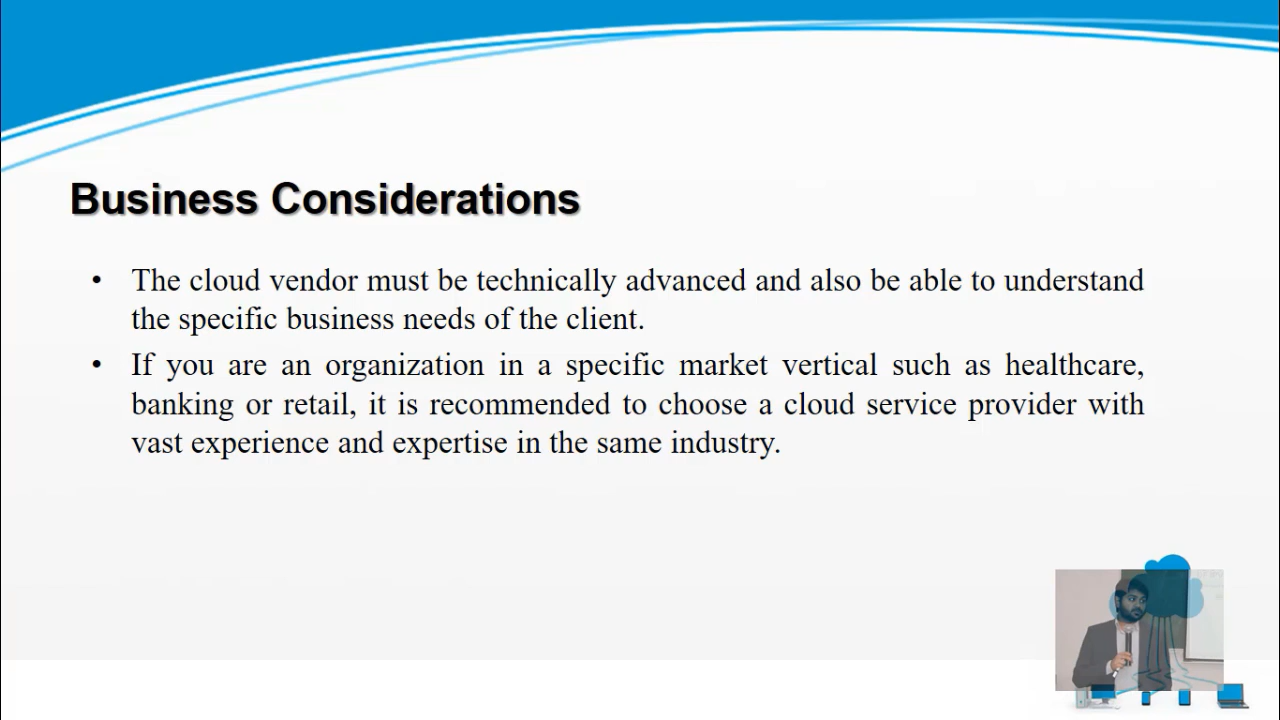 Business Considerations
• The cloud vendor must be technically advanced and also be able to understand
the specific business needs of the client.
• If you are an organization in a specific market vertical such as healthcare,
banking or retail, it is recommended to choose a cloud service provider with
vast experience and expertise in the same industry.